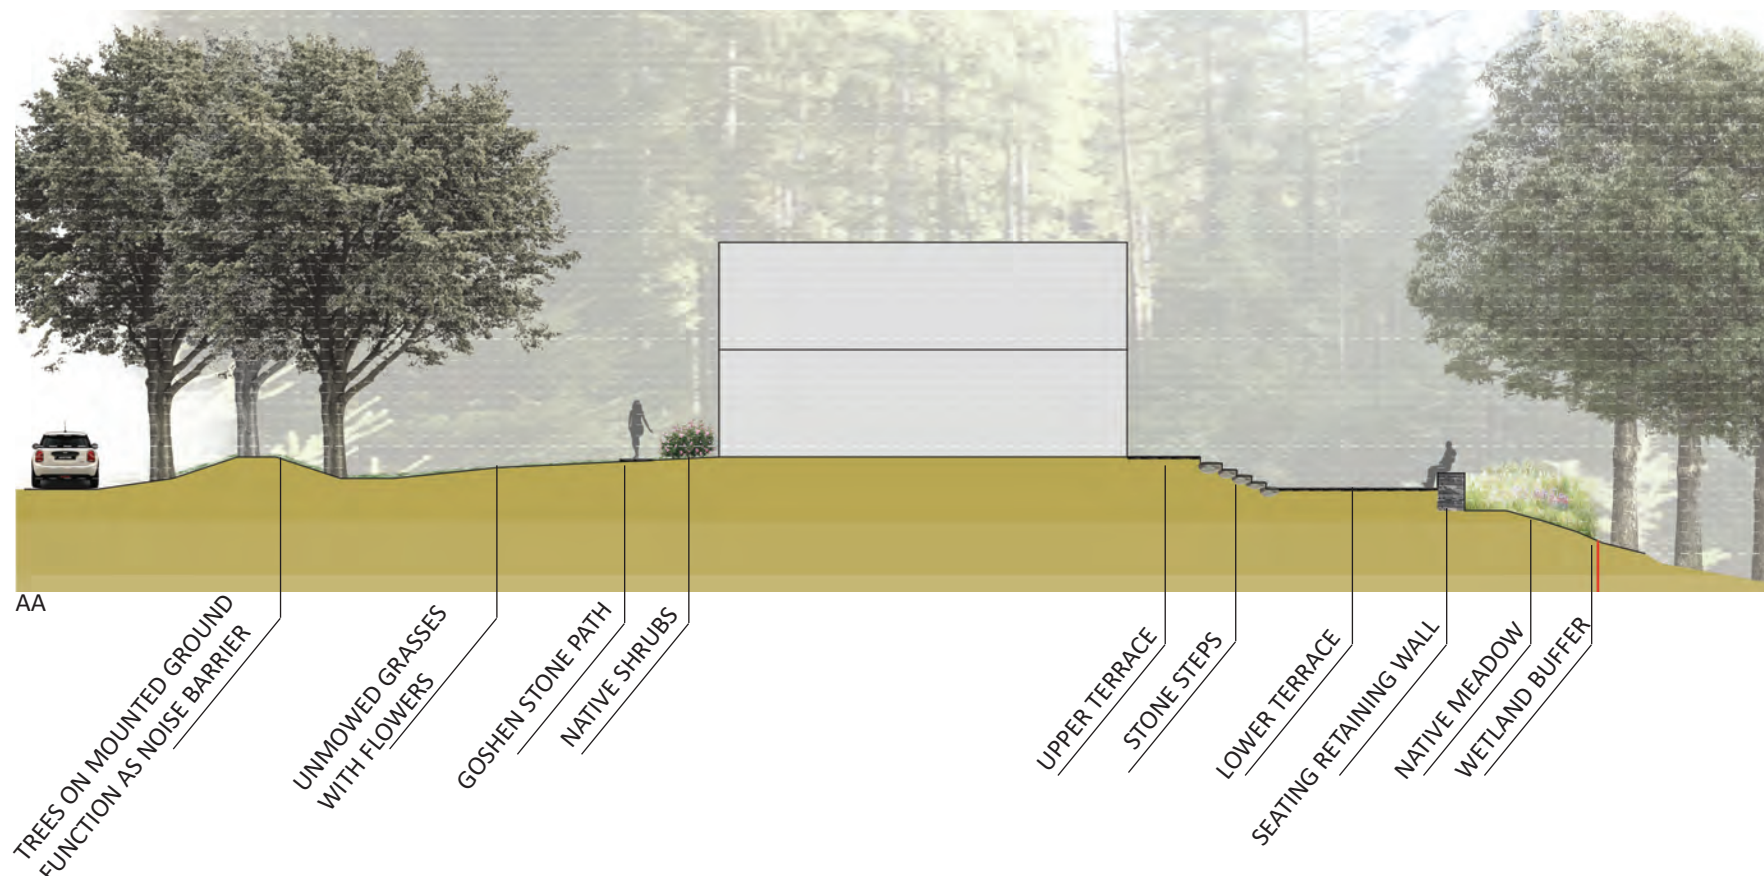 AA
TREES ON MOUNTED GROUND
FUNCTION AS NOISE BARRIER
UNMOWED GRASSES
WITH FLOWERS
GOSHEN STONE PATH
NATIVE SHRUBS
UPPER TERRACE
STONE STEPS
LOWER TERRACE
SEATING RETAINING WALL
NATIVE MEADOW
WETLAND BUFFER